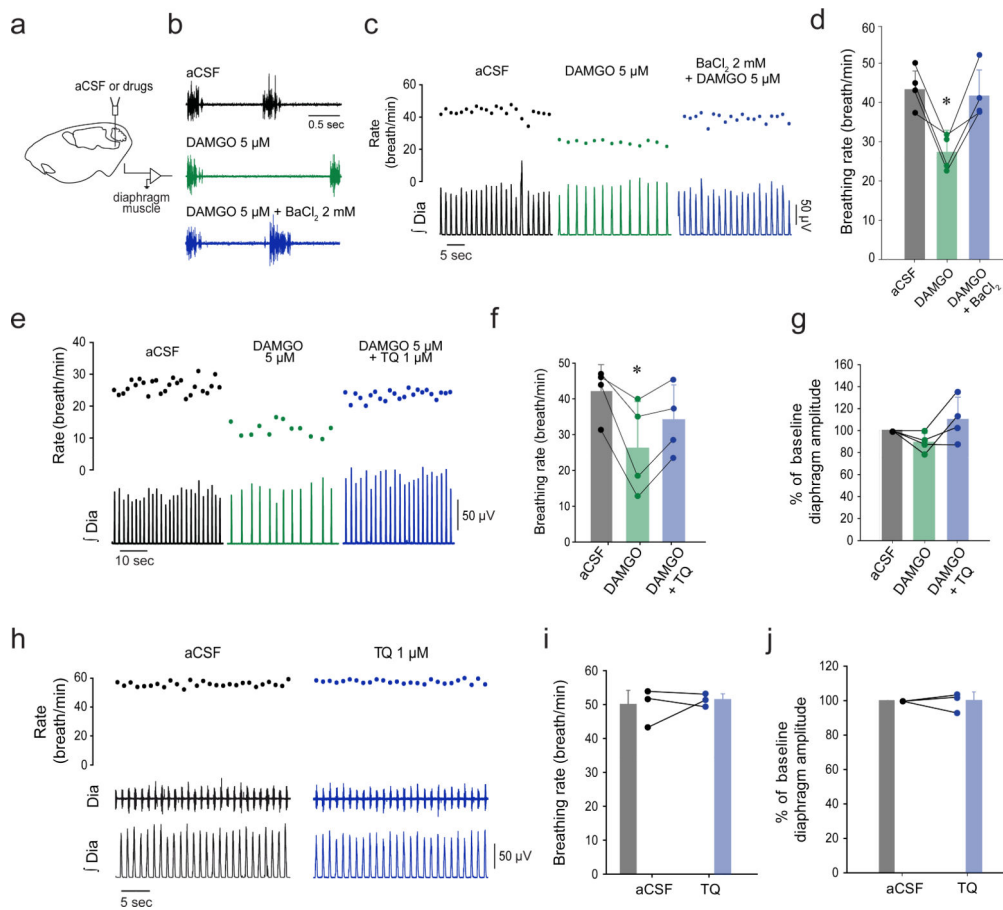 a
aCSF or drugs
diaphragm
muscle
b
aCSF
0.5 sec
DAMGO 5 µM
DAMGO 5 µM + BaCl₂ 2 mM
c
aCSF
DAMGO 5 µM
BaCl₂ 2 mM
+ DAMGO 5 µM
Rate
(breath/min)
60
40
20
0
∫ Dia
50 µV
5 sec
d
Breathing rate (breath/min)
60
50
40
30
20
10
0
*
aCSF
DAMGO
DAMGO
+ BaCl₂
e
aCSF
DAMGO
5 µM
DAMGO 5 µM
+ TQ 1 µM
Rate (breath/min)
40
30
20
10
0
∫ Dia
50 µV
10 sec
f
Breathing rate (breath/min)
50
40
30
20
10
0
*
aCSF
DAMGO
DAMGO
+ TQ
g
% of baseline
diaphragm amplitude
160
140
120
100
80
60
40
20
0
aCSF
DAMGO
DAMGO
+ TQ
h
aCSF
TQ 1 µM
Rate
(breath/min)
60
40
20
0
Dia
∫ Dia
50 µV
5 sec
i
Breathing rate (breath/min)
60
50
40
30
20
10
0
aCSF
TQ
j
% of baseline
diaphragm amplitude
120
100
80
60
40
20
0
aCSF
TQ